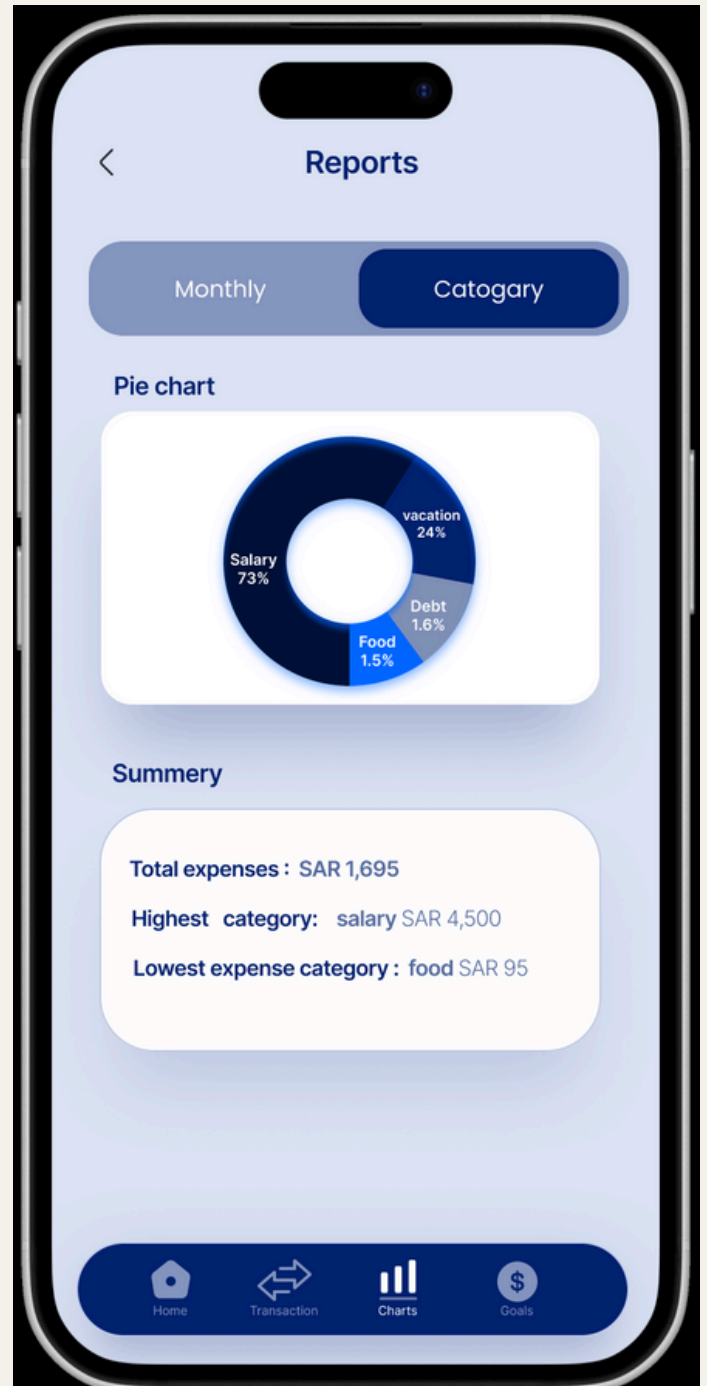 Reports
Monthly
Catogary
Pie chart
vacation
24%
Salary
73%
Debt
1.6%
Food
1.5%
Summery
Total expenses : SAR 1,695
Highest category: salary SAR 4,500
Lowest expense category : food SAR 95
Home
Transaction
Charts
$
Goals